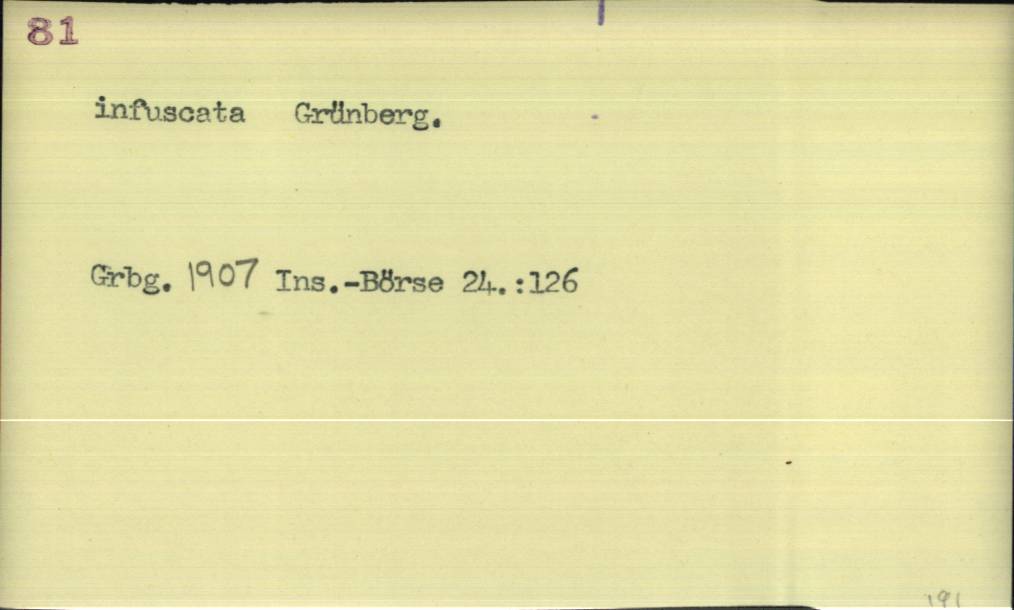 81
infuscata Grünberg.
Grbg. 1907 Ins.-Börse 24.:126
191